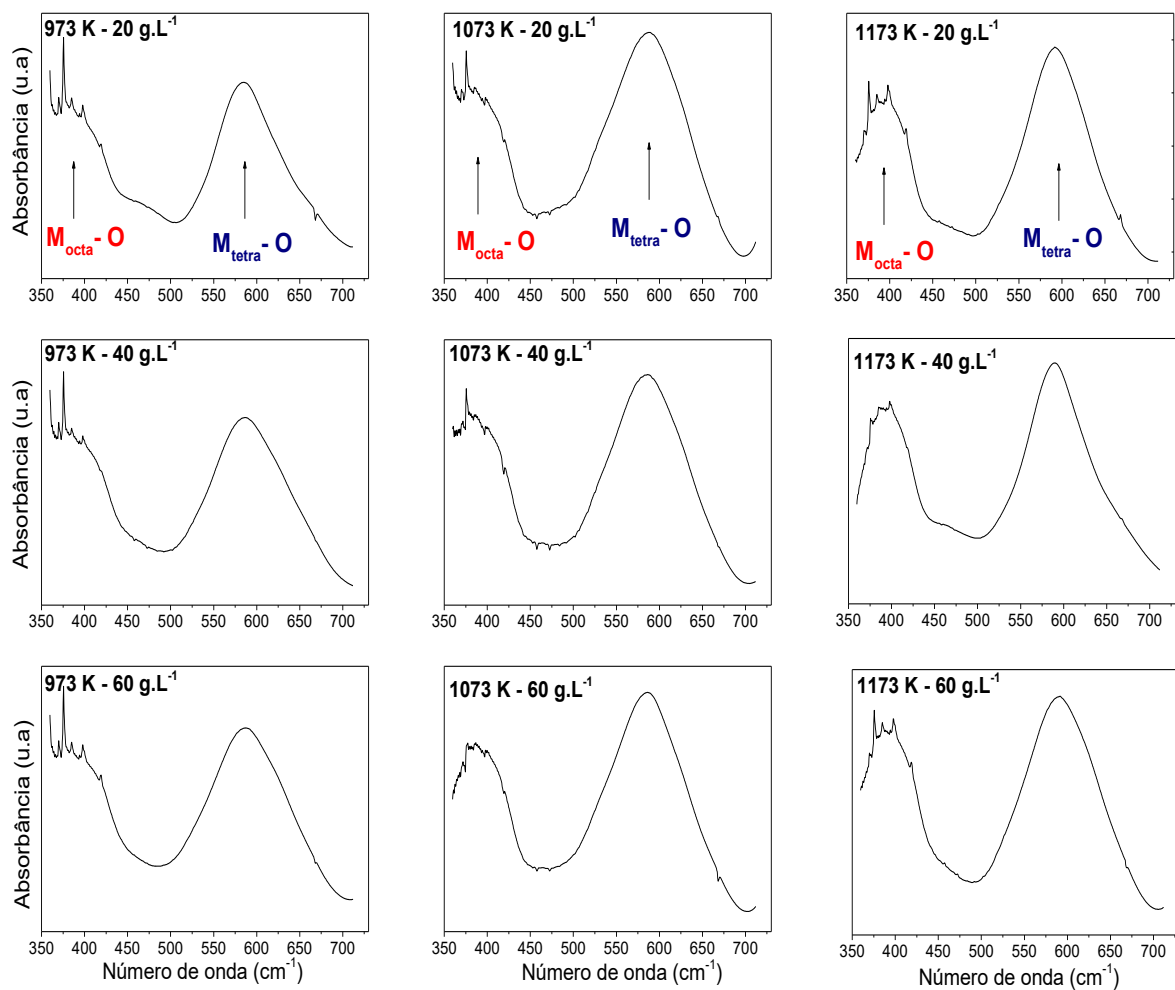 973 K - 20 g.L⁻¹
1073 K - 20 g.L⁻¹
1173 K - 20 g.L⁻¹
Absorbância (u.a)
M_octa- O
M_tetra- O
M_octa- O
M_tetra- O
M_octa- O
M_tetra- O
350 400 450 500 550 600 650 700
350 400 450 500 550 600 650 700
350 400 450 500 550 600 650 700
973 K - 40 g.L⁻¹
1073 K - 40 g.L⁻¹
1173 K - 40 g.L⁻¹
Absorbância (u.a)
350 400 450 500 550 600 650 700
350 400 450 500 550 600 650 700
350 400 450 500 550 600 650 700
973 K - 60 g.L⁻¹
1073 K - 60 g.L⁻¹
1173 K - 60 g.L⁻¹
Absorbância (u.a)
350 400 450 500 550 600 650 700
350 400 450 500 550 600 650 700
350 400 450 500 550 600 650 700
Número de onda (cm⁻¹)
Número de onda (cm⁻¹)
Número de onda (cm⁻¹)